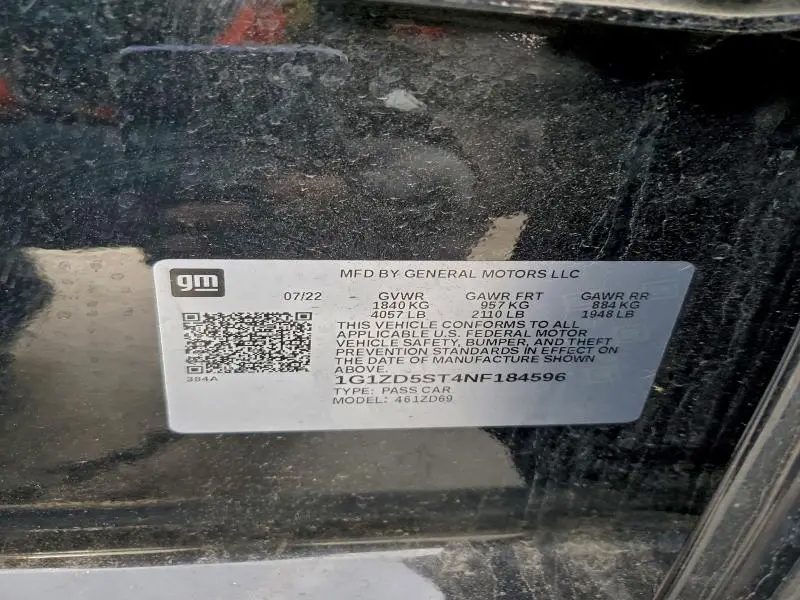 gm
MFD BY GENERAL MOTORS LLC
07/22 GVWR GAWR FRT GAWR RR
1840 KG 957 KG 884 KG
4057 LB 2110 LB 1948 LB
THIS VEHICLE CONFORMS TO ALL
APPLICABLE U.S. FEDERAL MOTOR
VEHICLE SAFETY, BUMPER, AND THEFT
PREVENTION STANDARDS IN EFFECT ON
THE DATE OF MANUFACTURE SHOWN
ABOVE.
384A
1G1ZD5ST4NF184596
TYPE: PASS CAR
MODEL: 461ZD69